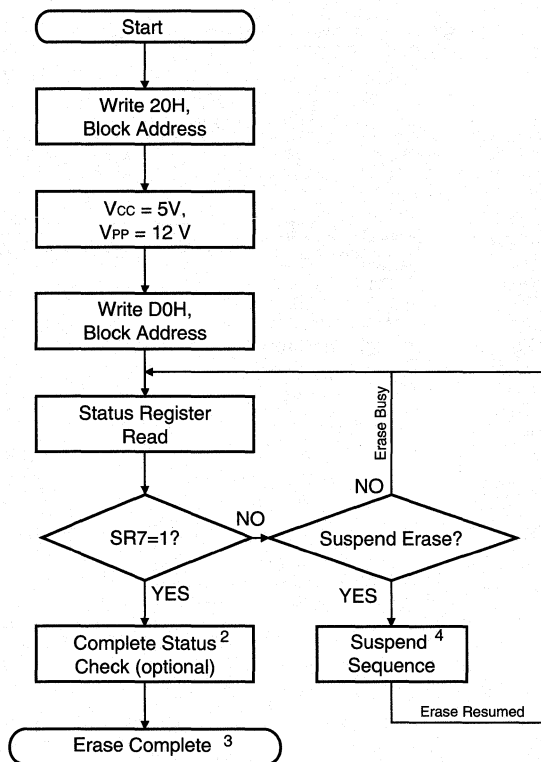 Start
Write 20H,
Block Address
VCC = 5V,
VPP = 12 V
Write D0H,
Block Address
Status Register
Read
Erase Busy
NO
SR7=1?
NO
Suspend Erase?
YES
YES
Complete Status 2
Check (optional)
Suspend 4
Sequence
Erase Resumed
Erase Complete 3